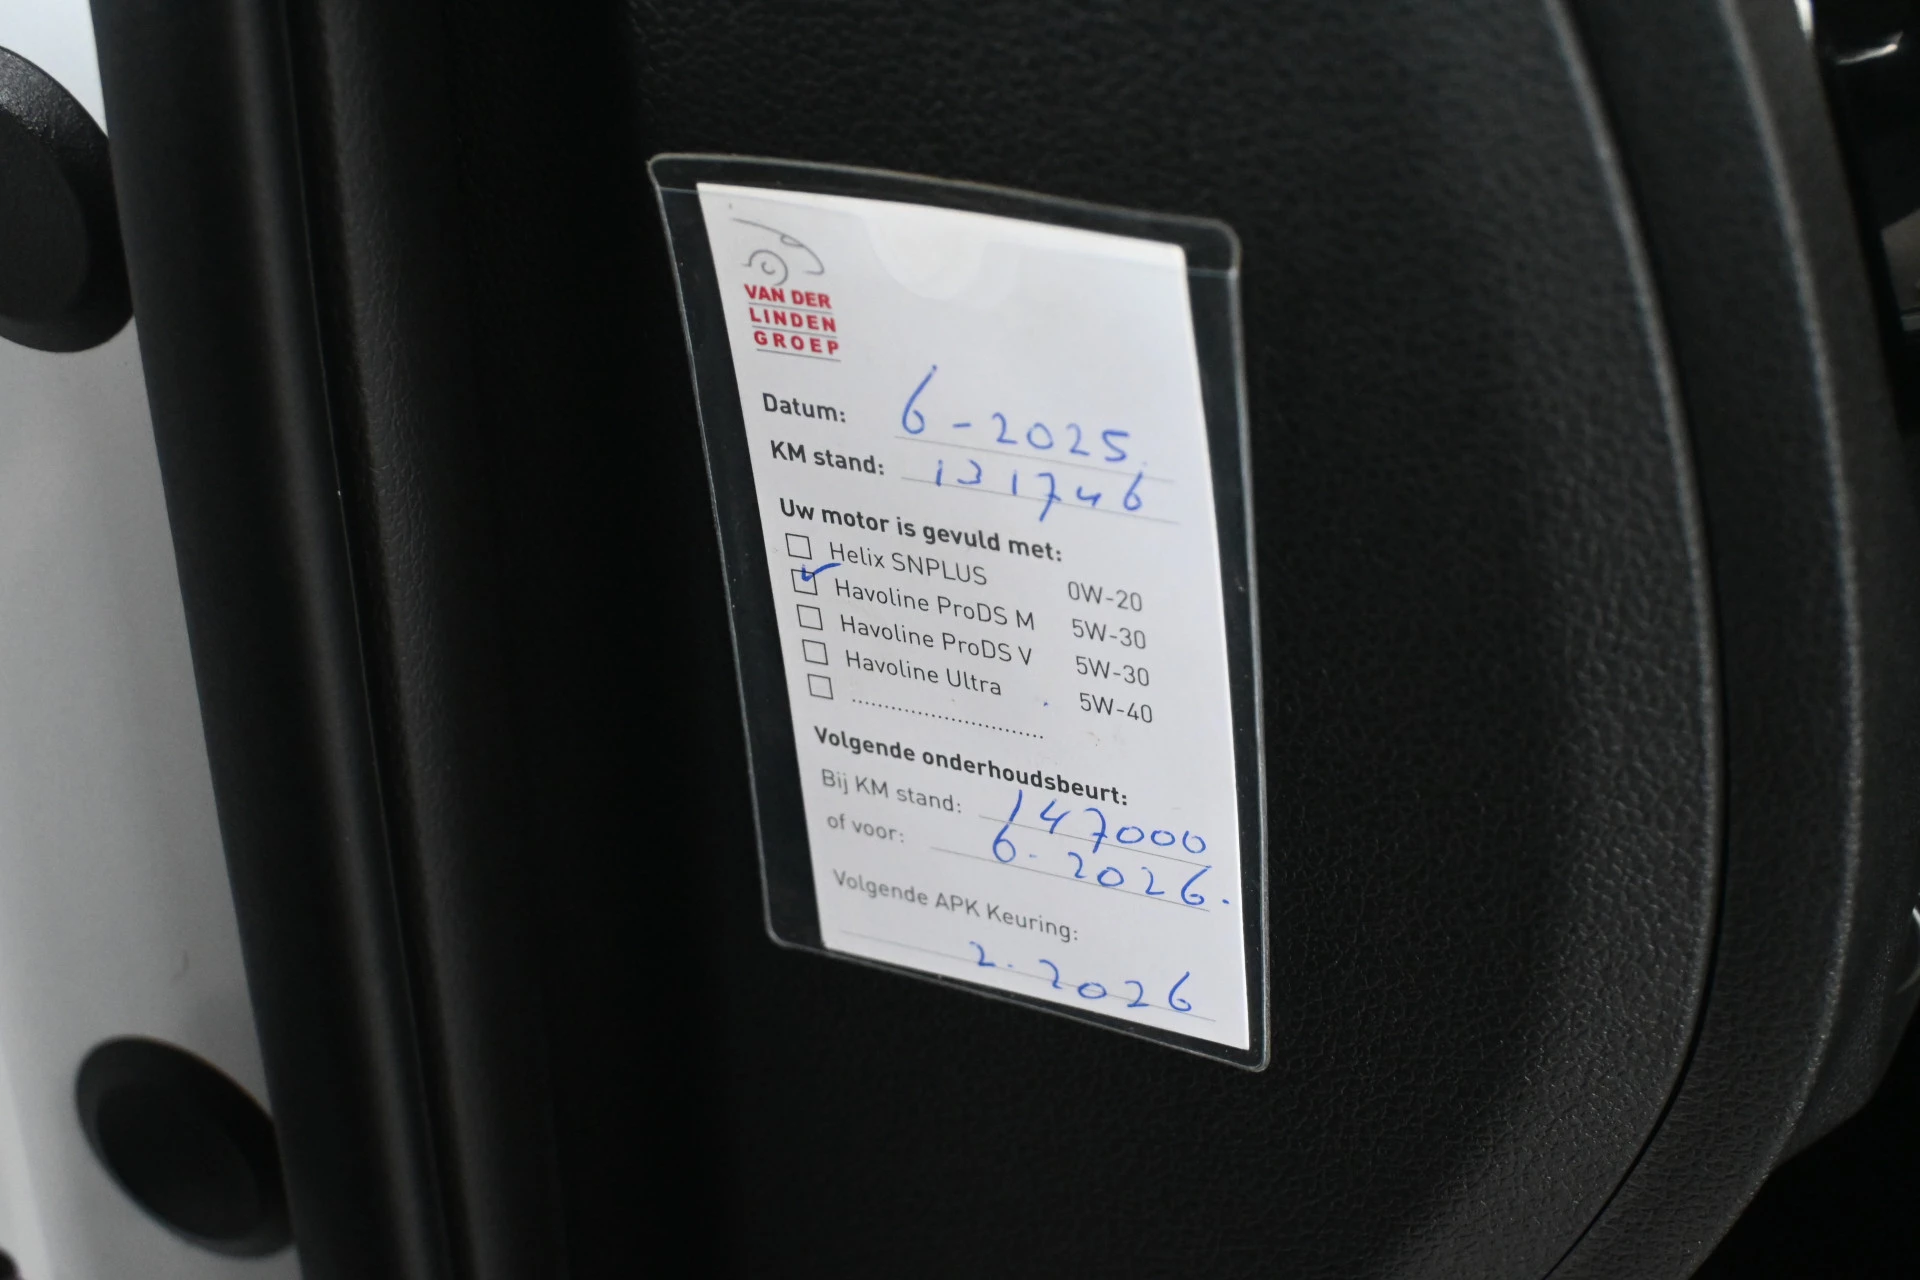 VAN DER
LINDEN
GROEP
Datum: 6-2025.
KM stand: 131746
Uw motor is gevuld met:
Helix SNPLUS 0W-20
Havoline ProDS M 5W-30
Havoline ProDS V 5W-30
Havoline Ultra 5W-40
..............................
Volgende onderhoudsbeurt:
Bij KM stand: 147000
of voor: 6-2026.
Volgende APK Keuring:
2-2026